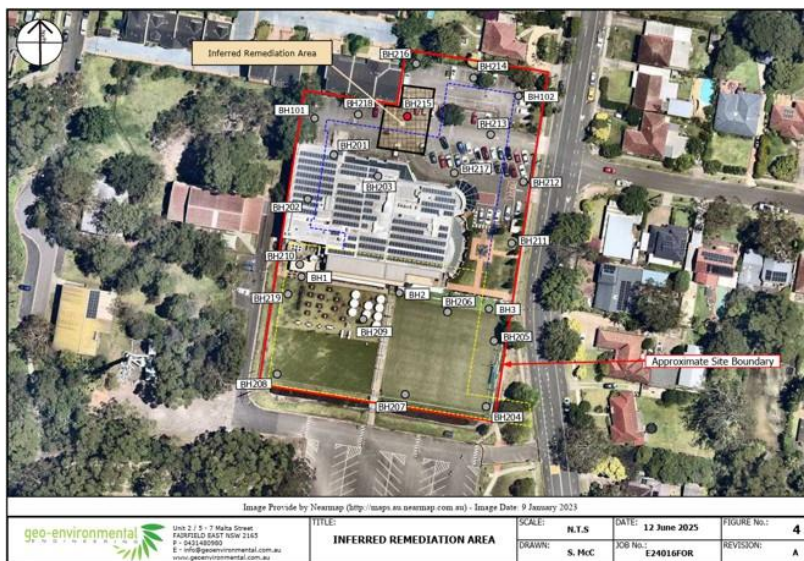 Inferred Remediation Area
BH216
BH214
BH102
BH218
BH215
BH101
BH213
BH201
BH217
BH203
BH212
BH202
BH211
BH210
BH1
BH219
BH2
BH206
BH3
BH209
BH205
Approximate Site Boundary
BH208
BH207
BH204
Image Provide by Nearmap (http://maps.au.nearmap.com.au) - Image Date: 9 January 2023
geo-environmental
ENGINEERING
Unit 2 / 5 - 7 Malta Street
FAIRFIELD EAST NSW 2165
P - 0431480980
E - info@geoenvironmental.com.au
www.geoenvironmental.com.au
TITLE:
INFERRED REMEDIATION AREA
SCALE: N.T.S
DATE: 12 June 2025
FIGURE No.: 4
DRAWN: S. McC
JOB No.: E24016FOR
REVISION: A